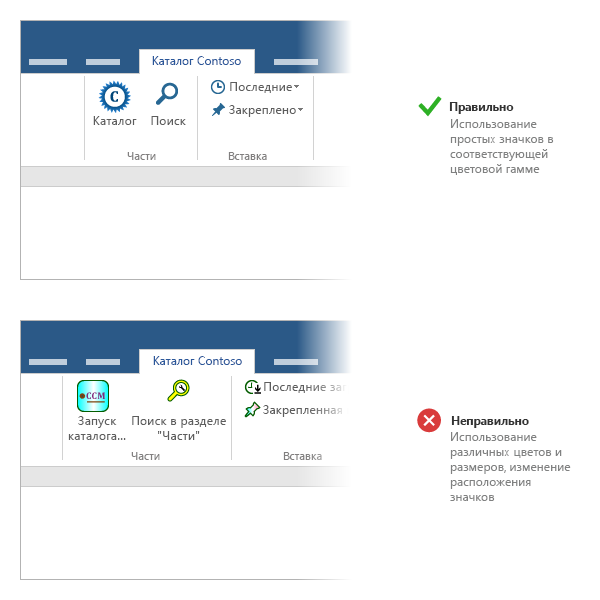 Каталог Contoso
C
Каталог
Поиск
Последние
Закреплено
Части
Вставка
Правильно
Использование
простых значков в
соответствующей
цветовой гамме
Каталог Contoso
CCM
Запуск
каталога...
Поиск в разделе
"Части"
Последние за
Закрепленная
Части
Вставка
Неправильно
Использование
различных цветов и
размеров, изменение
расположения
значков